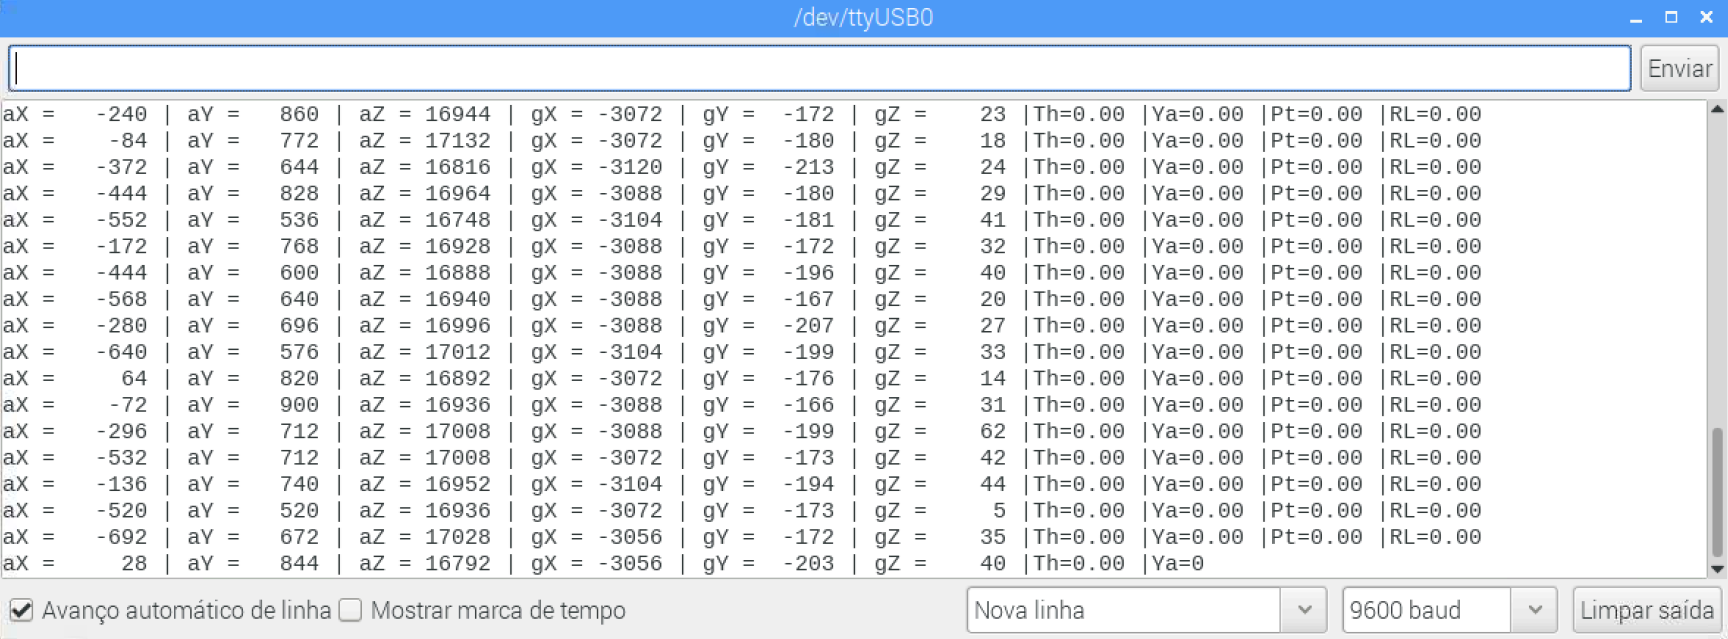 /dev/ttyUSB0
Enviar
aX =   -240 | aY =   860 | aZ = 16944 | gX = -3072 | gY =  -172 | gZ =    23 |Th=0.00 |Ya=0.00 |Pt=0.00 |RL=0.00
aX =    -84 | aY =   772 | aZ = 17132 | gX = -3072 | gY =  -180 | gZ =    18 |Th=0.00 |Ya=0.00 |Pt=0.00 |RL=0.00
aX =   -372 | aY =   644 | aZ = 16816 | gX = -3120 | gY =  -213 | gZ =    24 |Th=0.00 |Ya=0.00 |Pt=0.00 |RL=0.00
aX =   -444 | aY =   828 | aZ = 16964 | gX = -3088 | gY =  -180 | gZ =    29 |Th=0.00 |Ya=0.00 |Pt=0.00 |RL=0.00
aX =   -552 | aY =   536 | aZ = 16748 | gX = -3104 | gY =  -181 | gZ =    41 |Th=0.00 |Ya=0.00 |Pt=0.00 |RL=0.00
aX =   -172 | aY =   768 | aZ = 16928 | gX = -3088 | gY =  -172 | gZ =    32 |Th=0.00 |Ya=0.00 |Pt=0.00 |RL=0.00
aX =   -444 | aY =   600 | aZ = 16888 | gX = -3088 | gY =  -196 | gZ =    40 |Th=0.00 |Ya=0.00 |Pt=0.00 |RL=0.00
aX =   -568 | aY =   640 | aZ = 16940 | gX = -3088 | gY =  -167 | gZ =    20 |Th=0.00 |Ya=0.00 |Pt=0.00 |RL=0.00
aX =   -280 | aY =   696 | aZ = 16996 | gX = -3088 | gY =  -207 | gZ =    27 |Th=0.00 |Ya=0.00 |Pt=0.00 |RL=0.00
aX =   -640 | aY =   576 | aZ = 17012 | gX = -3104 | gY =  -199 | gZ =    33 |Th=0.00 |Ya=0.00 |Pt=0.00 |RL=0.00
aX =     64 | aY =   820 | aZ = 16892 | gX = -3072 | gY =  -176 | gZ =    14 |Th=0.00 |Ya=0.00 |Pt=0.00 |RL=0.00
aX =    -72 | aY =   900 | aZ = 16936 | gX = -3088 | gY =  -166 | gZ =    31 |Th=0.00 |Ya=0.00 |Pt=0.00 |RL=0.00
aX =   -296 | aY =   712 | aZ = 17008 | gX = -3088 | gY =  -199 | gZ =    62 |Th=0.00 |Ya=0.00 |Pt=0.00 |RL=0.00
aX =   -532 | aY =   712 | aZ = 17008 | gX = -3072 | gY =  -173 | gZ =    42 |Th=0.00 |Ya=0.00 |Pt=0.00 |RL=0.00
aX =   -136 | aY =   740 | aZ = 16952 | gX = -3104 | gY =  -194 | gZ =    44 |Th=0.00 |Ya=0.00 |Pt=0.00 |RL=0.00
aX =   -520 | aY =   520 | aZ = 16936 | gX = -3072 | gY =  -173 | gZ =     5 |Th=0.00 |Ya=0.00 |Pt=0.00 |RL=0.00
aX =   -692 | aY =   672 | aZ = 17028 | gX = -3056 | gY =  -172 | gZ =    35 |Th=0.00 |Ya=0.00 |Pt=0.00 |RL=0.00
aX =     28 | aY =   844 | aZ = 16792 | gX = -3056 | gY =  -203 | gZ =    40 |Th=0.00 |Ya=0
Avanço automático de linha Mostrar marca de tempo Nova linha 9600 baud Limpar saída